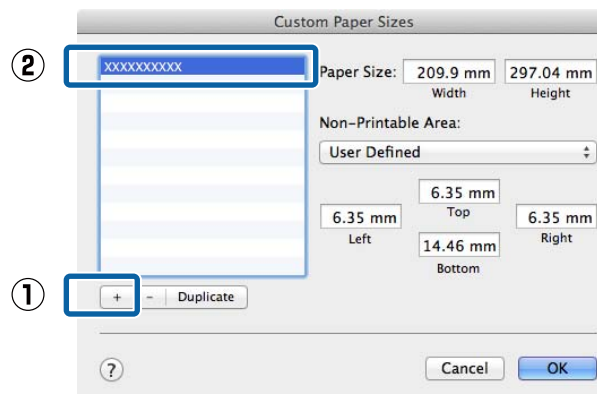 Custom Paper Sizes
②
XXXXXXXXXX
Paper Size: 209.9 mm 297.04 mm
Width Height
Non-Printable Area:
User Defined
6.35 mm
Top
6.35 mm 6.35 mm
Left Right
14.46 mm
Bottom
①
+ - Duplicate
? Cancel OK